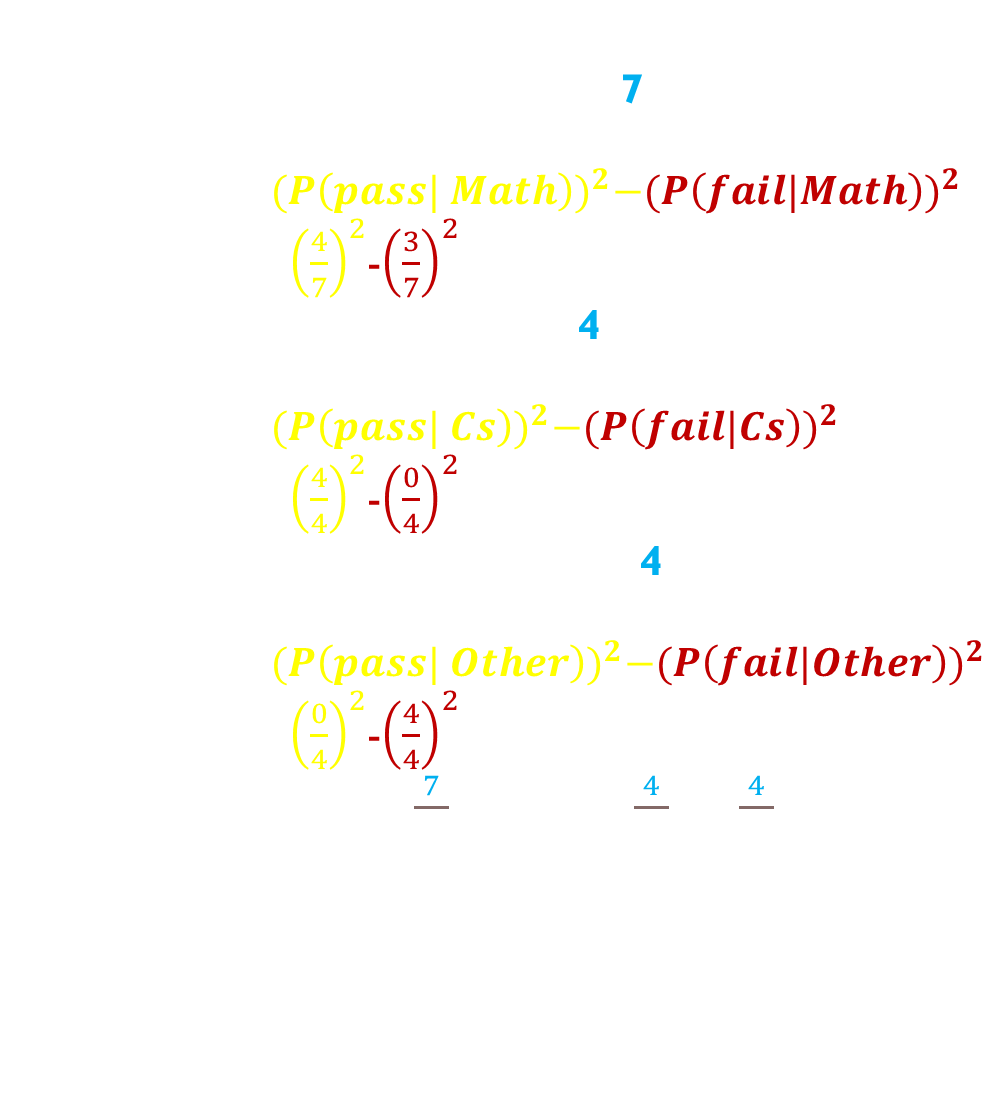 7
(P(pass| Math))²−(P(fail|Math))²
(4/7)²-(3/7)²
4
(P(pass| Cs))²−(P(fail|Cs))²
(4/4)²-(0/4)²
4
(P(pass| Other))²−(P(fail|Other))²
(0/4)²-(4/4)²
7 4 4